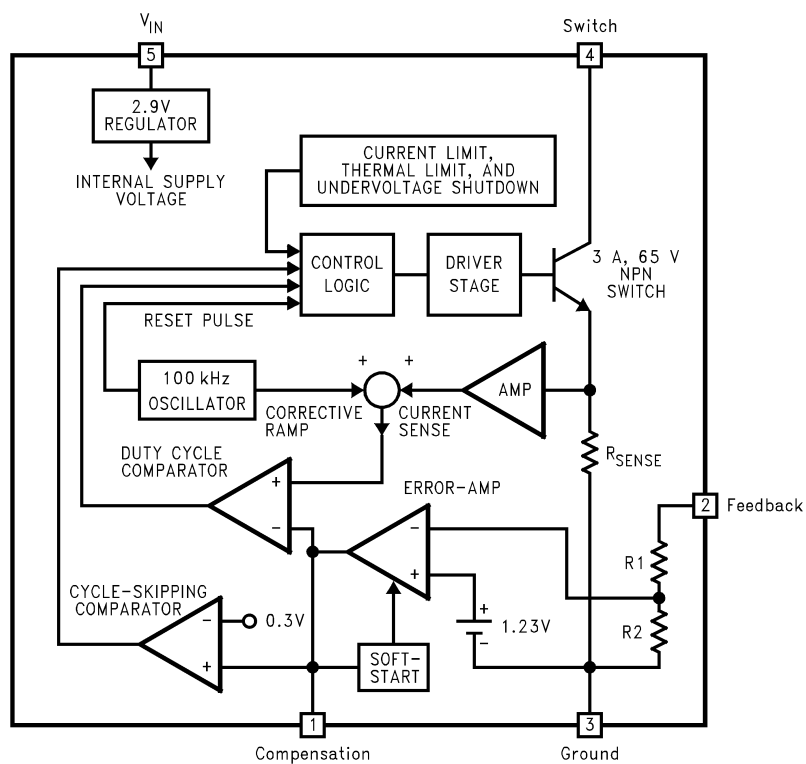 V_IN
Switch
5
4
2.9V
REGULATOR
CURRENT LIMIT,
THERMAL LIMIT, AND
UNDERVOLTAGE SHUTDOWN
INTERNAL SUPPLY
VOLTAGE
CONTROL
LOGIC
DRIVER
STAGE
3 A, 65 V
NPN
SWITCH
RESET PULSE
+
+
100 kHz
OSCILLATOR
AMP
CORRECTIVE
RAMP
CURRENT
SENSE
DUTY CYCLE
COMPARATOR
R_SENSE
+
ERROR-AMP
2
Feedback
−
−
R1
+
CYCLE-SKIPPING
COMPARATOR
−
0.3V
+
1.23V
−
R2
+
SOFT-
START
1
3
Compensation
Ground